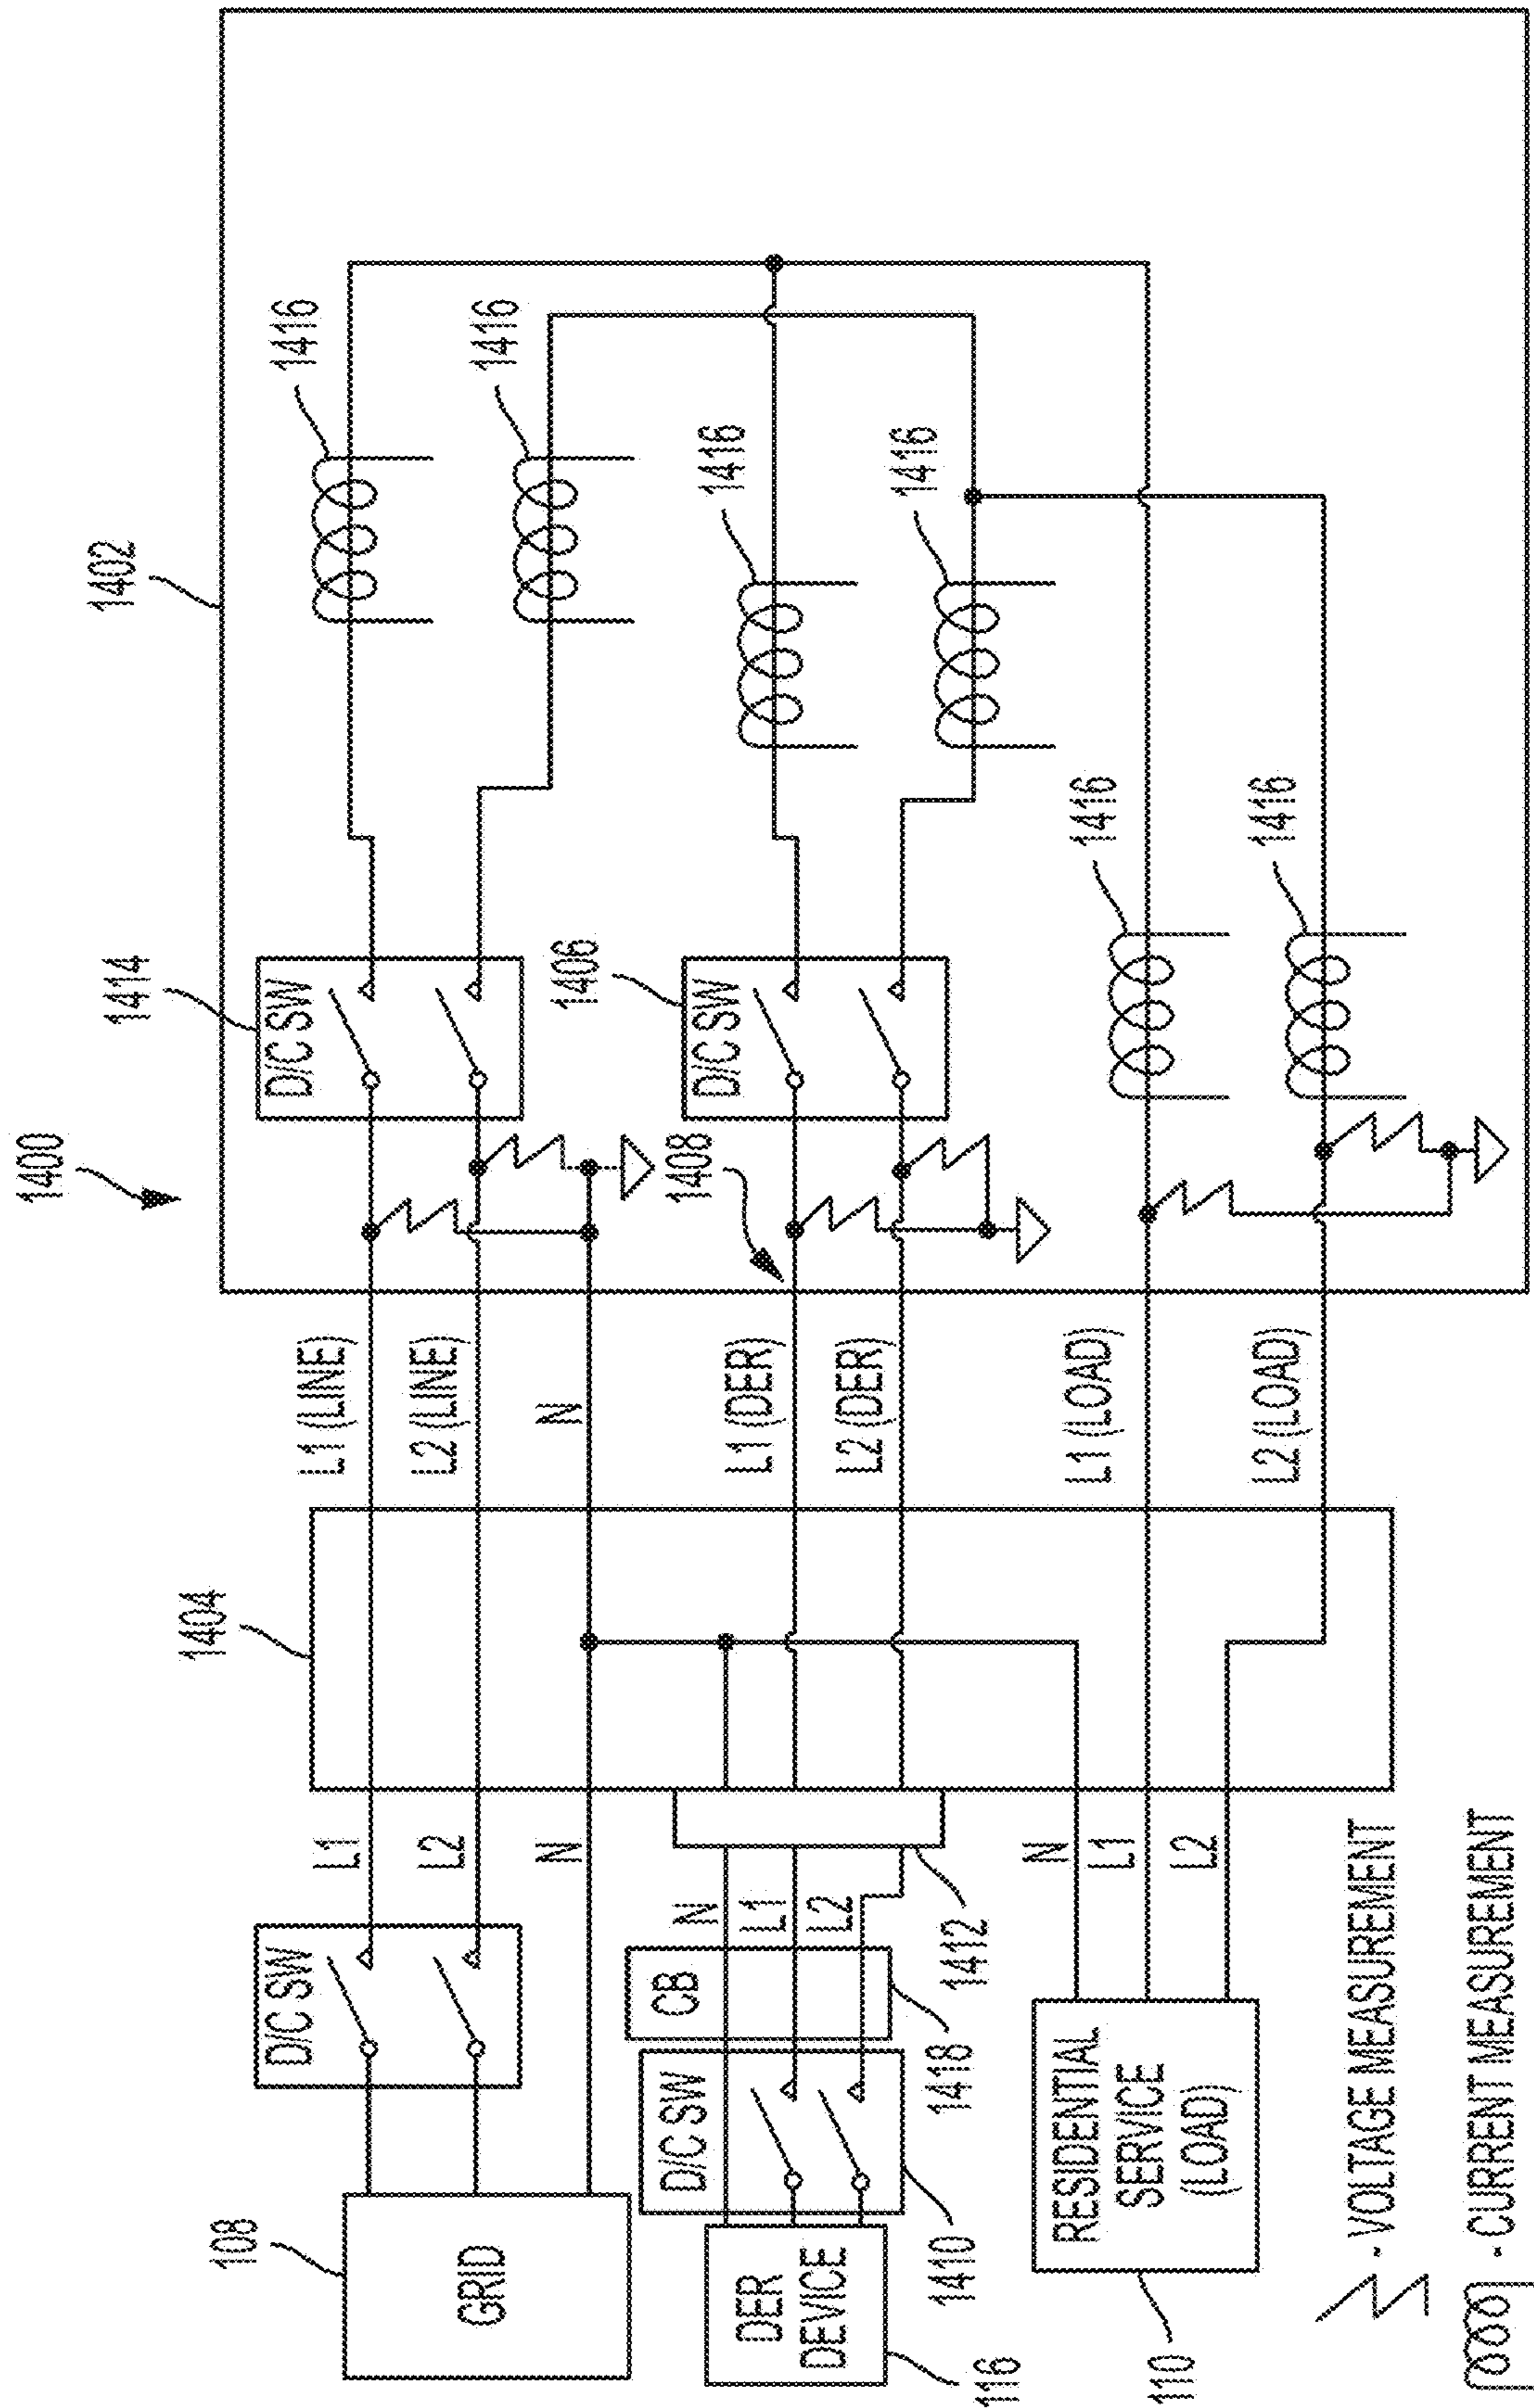 1400
1402
1404
1414
1416
1416
1416
1416
1416
1416
1406
1408
D/C SW
D/C SW
L1 (LINE)
L2 (LINE)
N
L1 (DER)
L2 (DER)
L1 (LOAD)
L2 (LOAD)
L1
L2
N
N
L1
L2
N
L1
L2
D/C SW
CB
D/C SW
1412
1418
1410
108
GRID
DER
DEVICE
116
RESIDENTIAL
SERVICE
(LOAD)
110
- VOLTAGE MEASUREMENT
- CURRENT MEASUREMENT